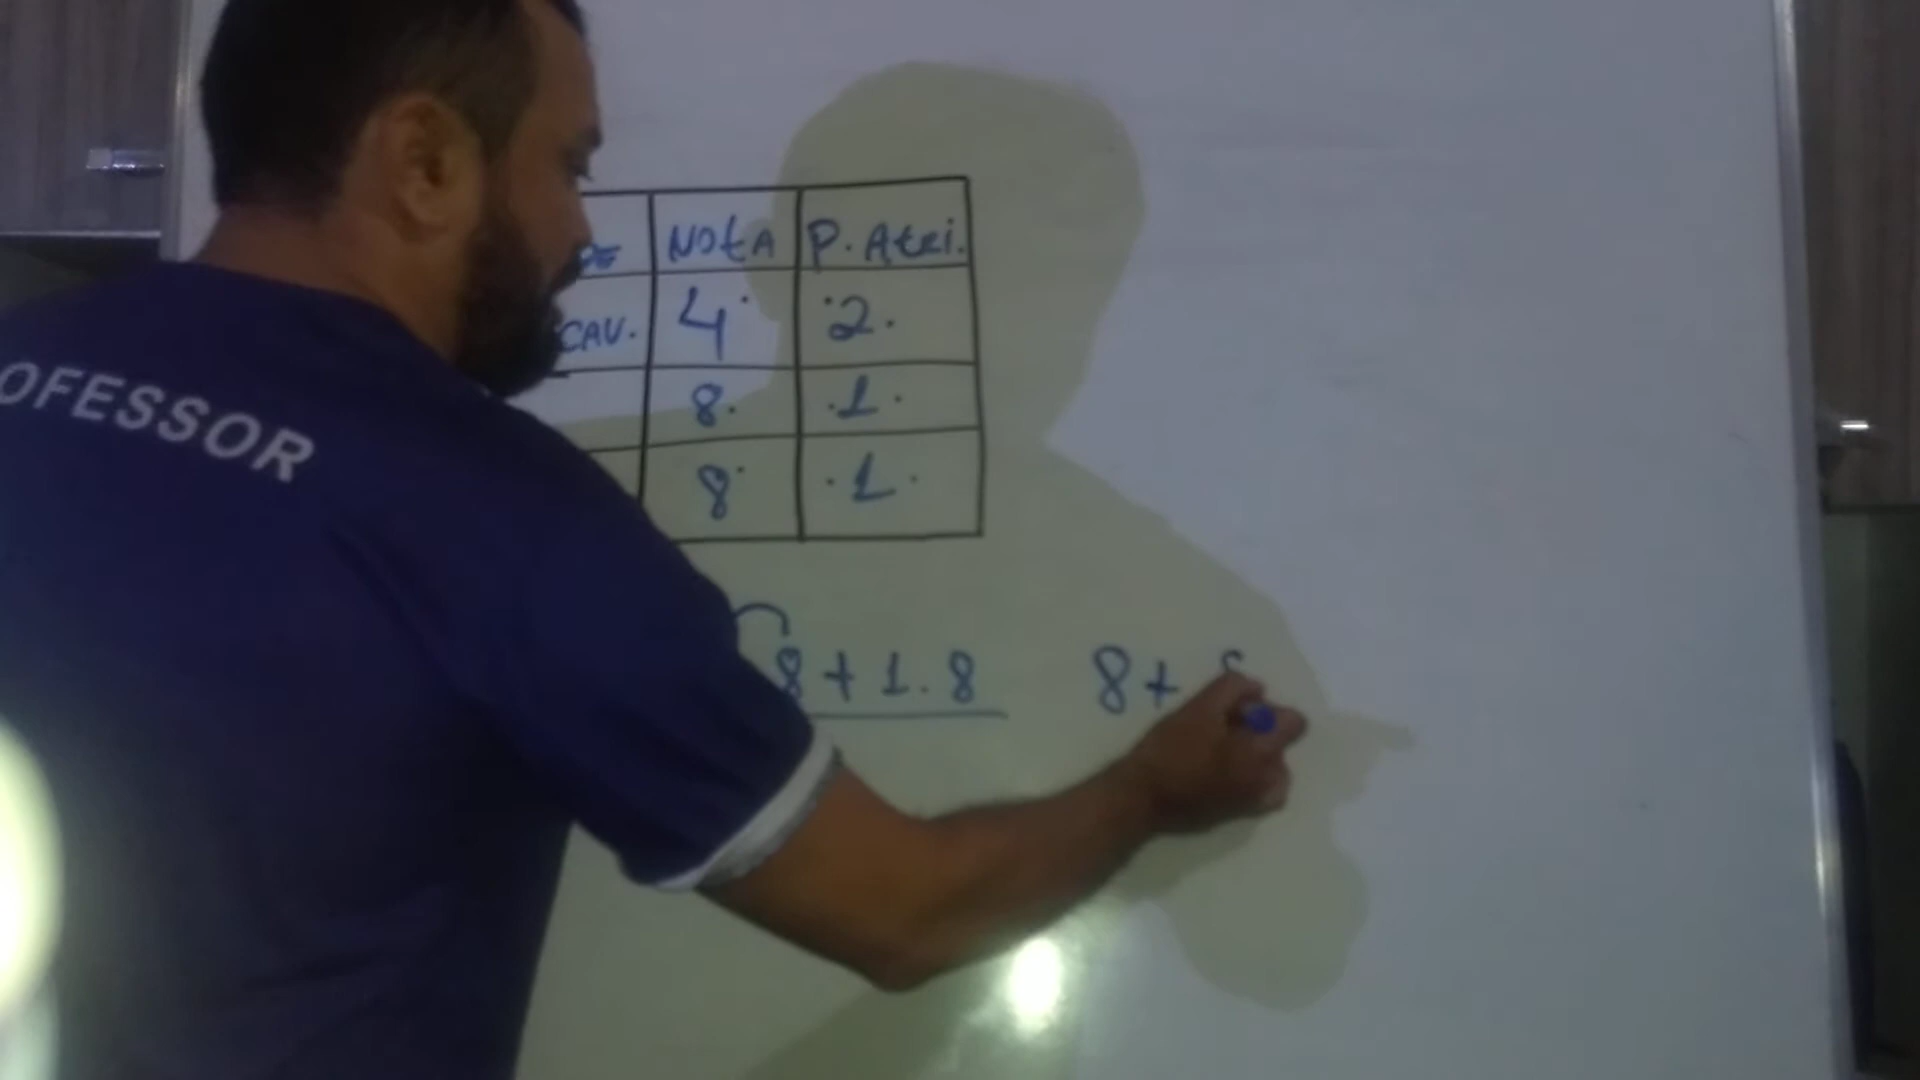 NOtA P. Atri.
CAV. 4 2
8 1
8 1
OFESSOR
8 + 1.8 8 +